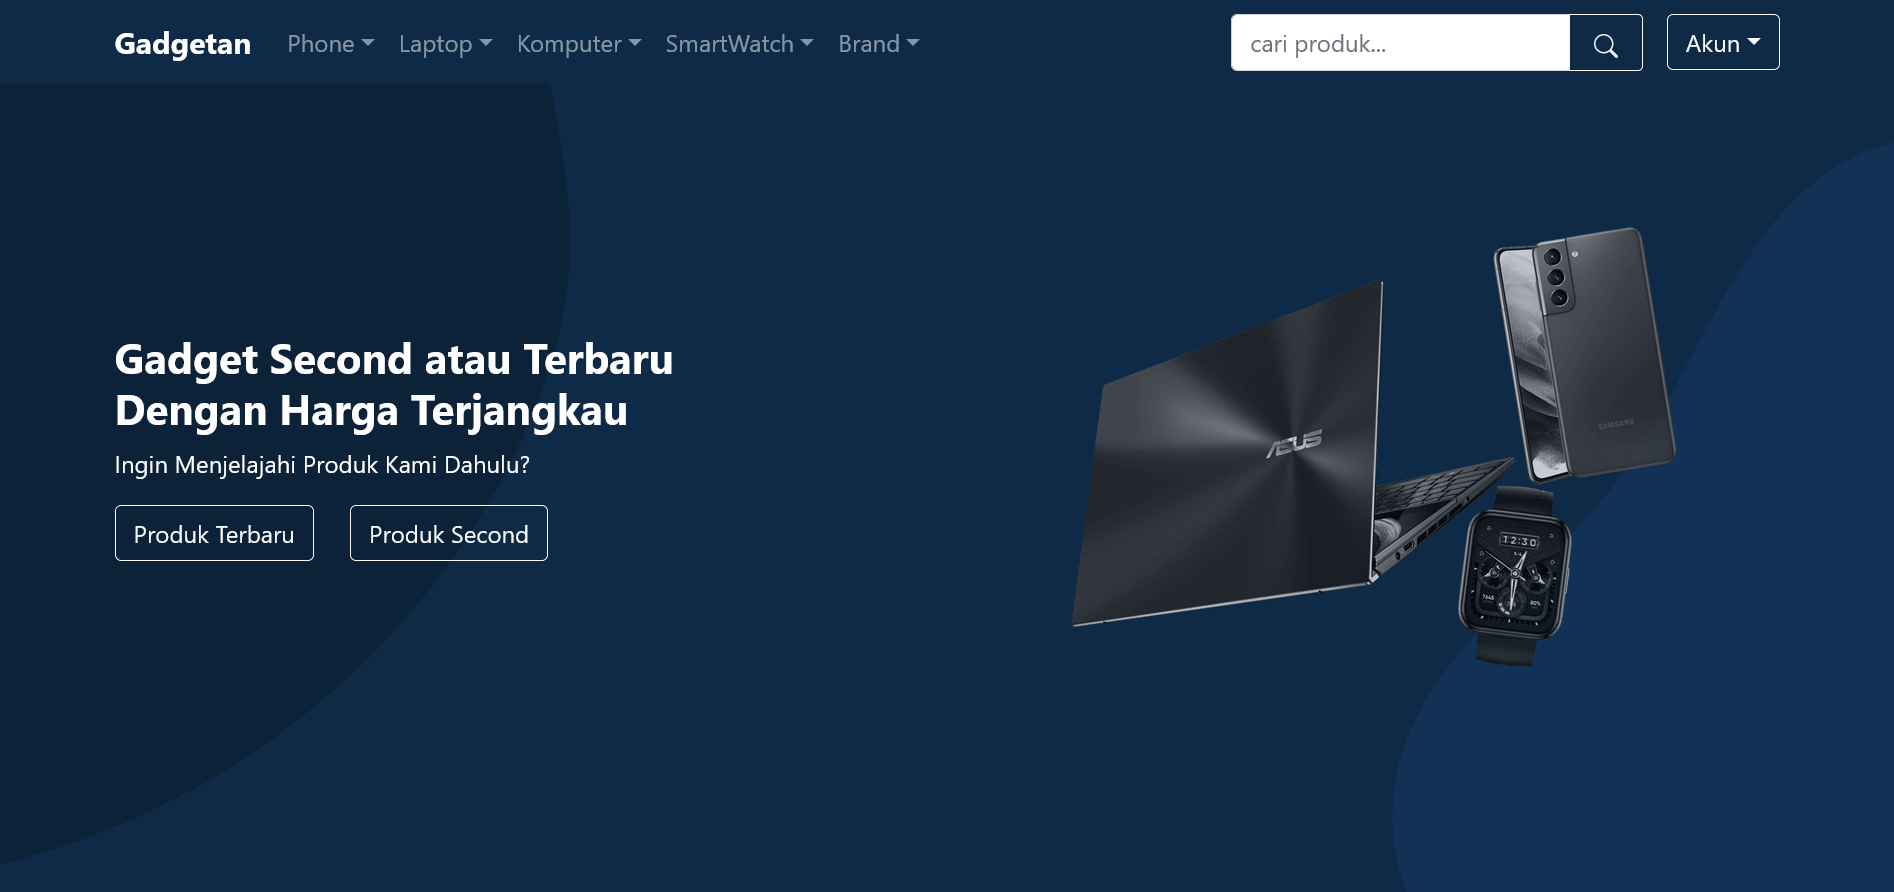 Gadgetan Phone Laptop Komputer SmartWatch Brand cari produk... Akun
Gadget Second atau Terbaru
Dengan Harga Terjangkau
Ingin Menjelajahi Produk Kami Dahulu?
Produk Terbaru Produk Second
ASUS
SAMSUNG
12:30
80%